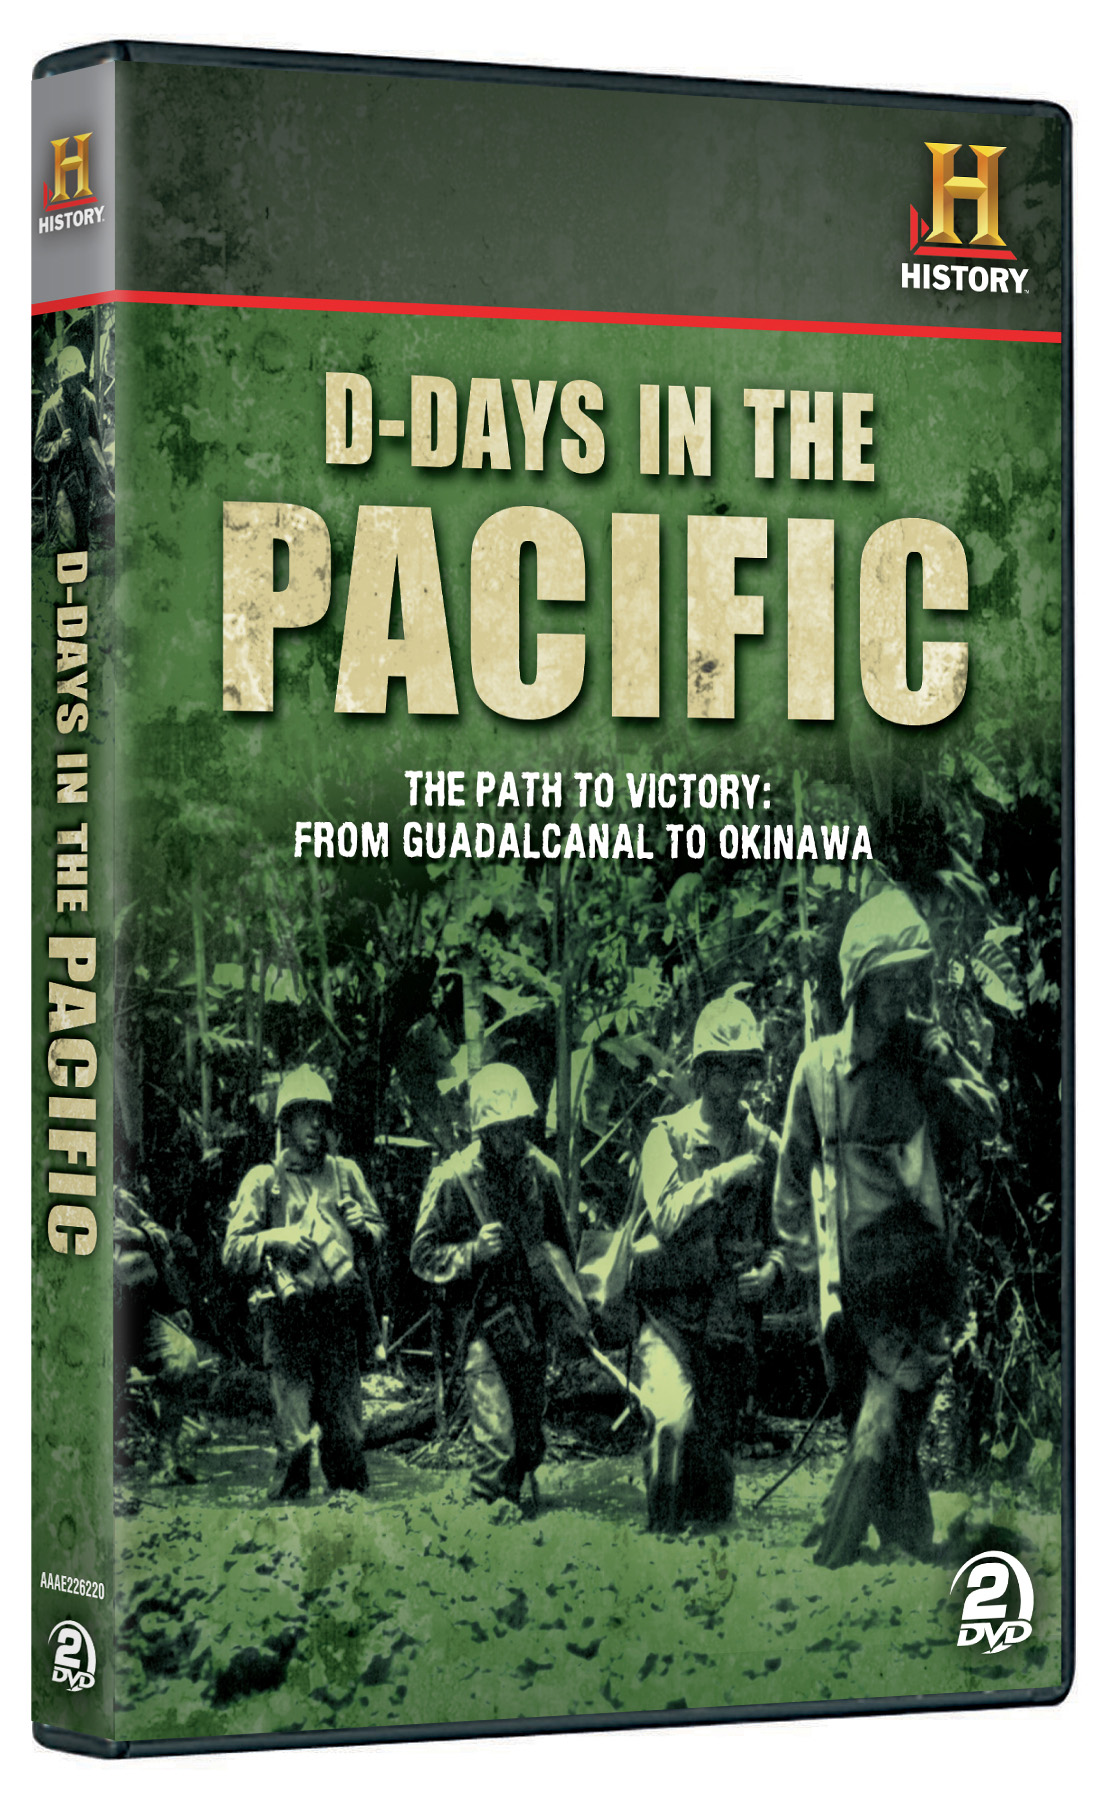 H
HISTORY
D-DAYS IN THE PACIFIC
AAAE226220
2
DVD
H
HISTORY™
D-DAYS IN THE
PACIFIC
THE PATH TO VICTORY:
FROM GUADALCANAL TO OKINAWA
2
DVD